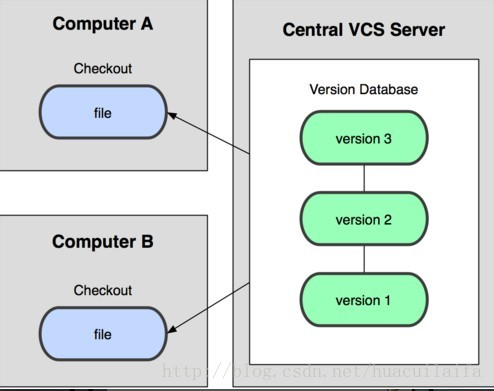 Computer A
Checkout
file
Computer B
Checkout
file
Central VCS Server
Version Database
version 3
version 2
version 1
http://blog.csdn.net/huacuilaifa